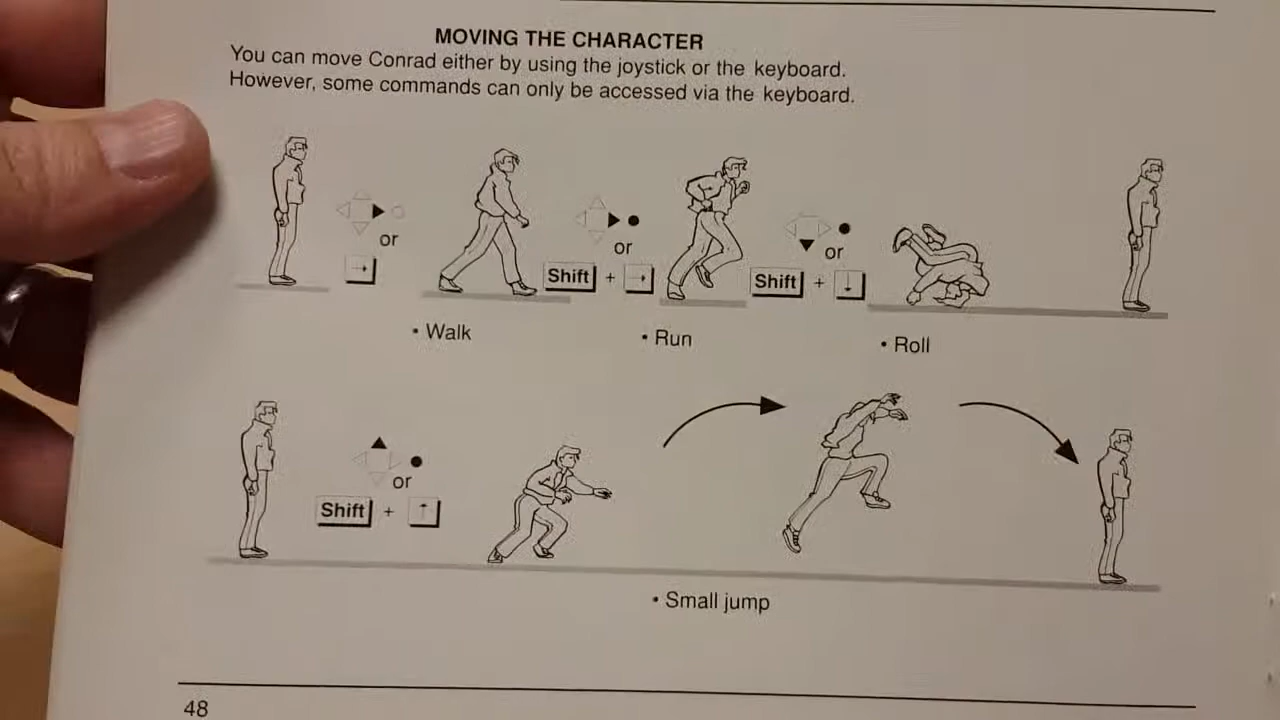 MOVING THE CHARACTER
You can move Conrad either by using the joystick or the keyboard.
However, some commands can only be accessed via the keyboard.
or
→
or
Shift + →
or
Shift + ↓
• Walk
• Run
• Roll
or
Shift + ↑
• Small jump
48